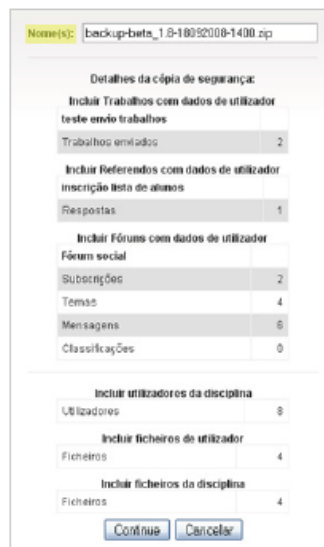 Nome(s): backup-beta_1.8-18092008-1400.zip
Detalhes da cópia de segurança:
Incluir Trabalhos com dados de utilizador
teste envio trabalhos
Trabalhos enviados 2
Incluir Referendos com dados de utilizador
inscrição lista de alunos
Respostas 1
Incluir Fóruns com dados de utilizador
Fórum social
Subscrições 2
Temas 4
Mensagens 6
Classificações 0
Incluir utilizadores da disciplina
Utilizadores 8
Incluir ficheiros de utilizador
Ficheiros 4
Incluir ficheiros da disciplina
Ficheiros 4
Continue Cancelar